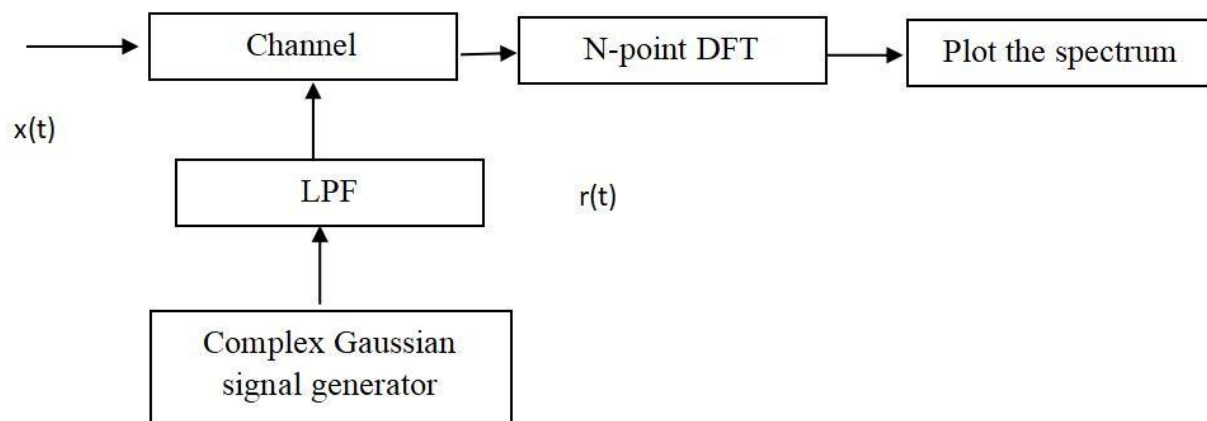 Channel
N-point DFT
Plot the spectrum
x(t)
LPF
r(t)
Complex Gaussian
signal generator